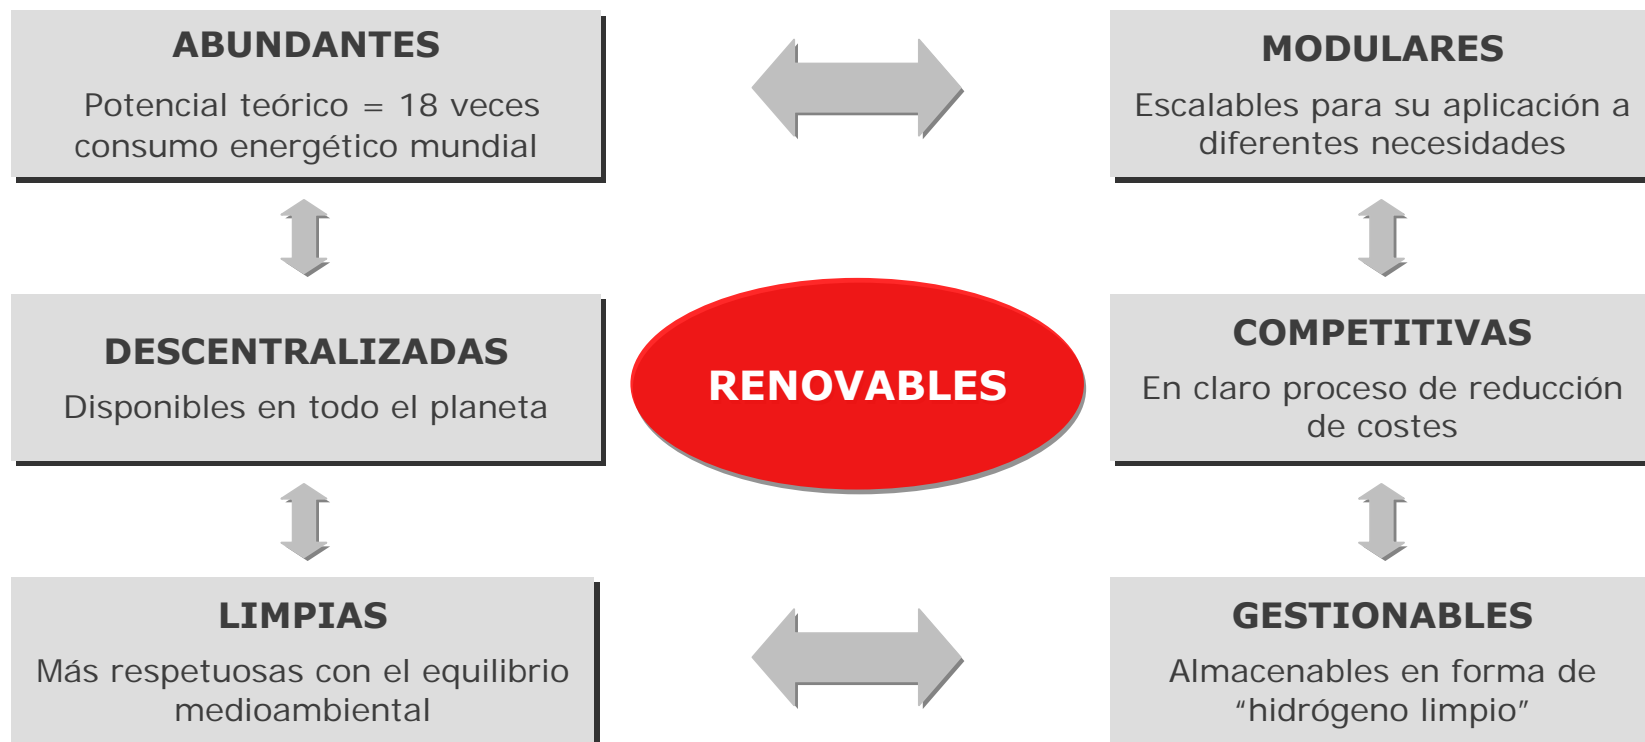 ABUNDANTES
Potencial teórico = 18 veces
consumo energético mundial
MODULARES
Escalables para su aplicación a
diferentes necesidades
DESCENTRALIZADAS
Disponibles en todo el planeta
RENOVABLES
COMPETITIVAS
En claro proceso de reducción
de costes
LIMPIAS
Más respetuosas con el equilibrio
medioambiental
GESTIONABLES
Almacenables en forma de
“hidrógeno limpio”